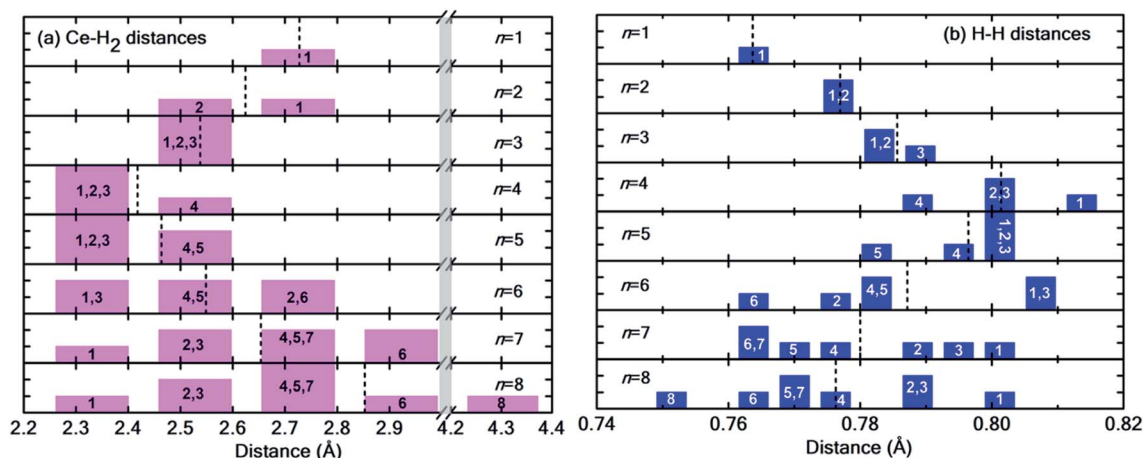 (a) Ce-H2 distances
n=1
1
n=2
2
1
n=3
1,2,3
n=4
1,2,3
4
n=5
1,2,3
4,5
n=6
1,3
4,5
2,6
n=7
1
2,3
4,5,7
6
n=8
1
2,3
4,5,7
6
8
2.2 2.3 2.4 2.5 2.6 2.7 2.8 2.9 4.2 4.3 4.4
Distance (Å)
(b) H-H distances
n=1
1
n=2
1,2
n=3
1,2
3
n=4
4
2,3
1
n=5
5
4
1,2,3
n=6
6
2
4,5
1,3
n=7
6,7
5
4
2
3
1
n=8
8
6
5,7
4
2,3
1
0.74 0.76 0.78 0.80 0.82
Distance (Å)